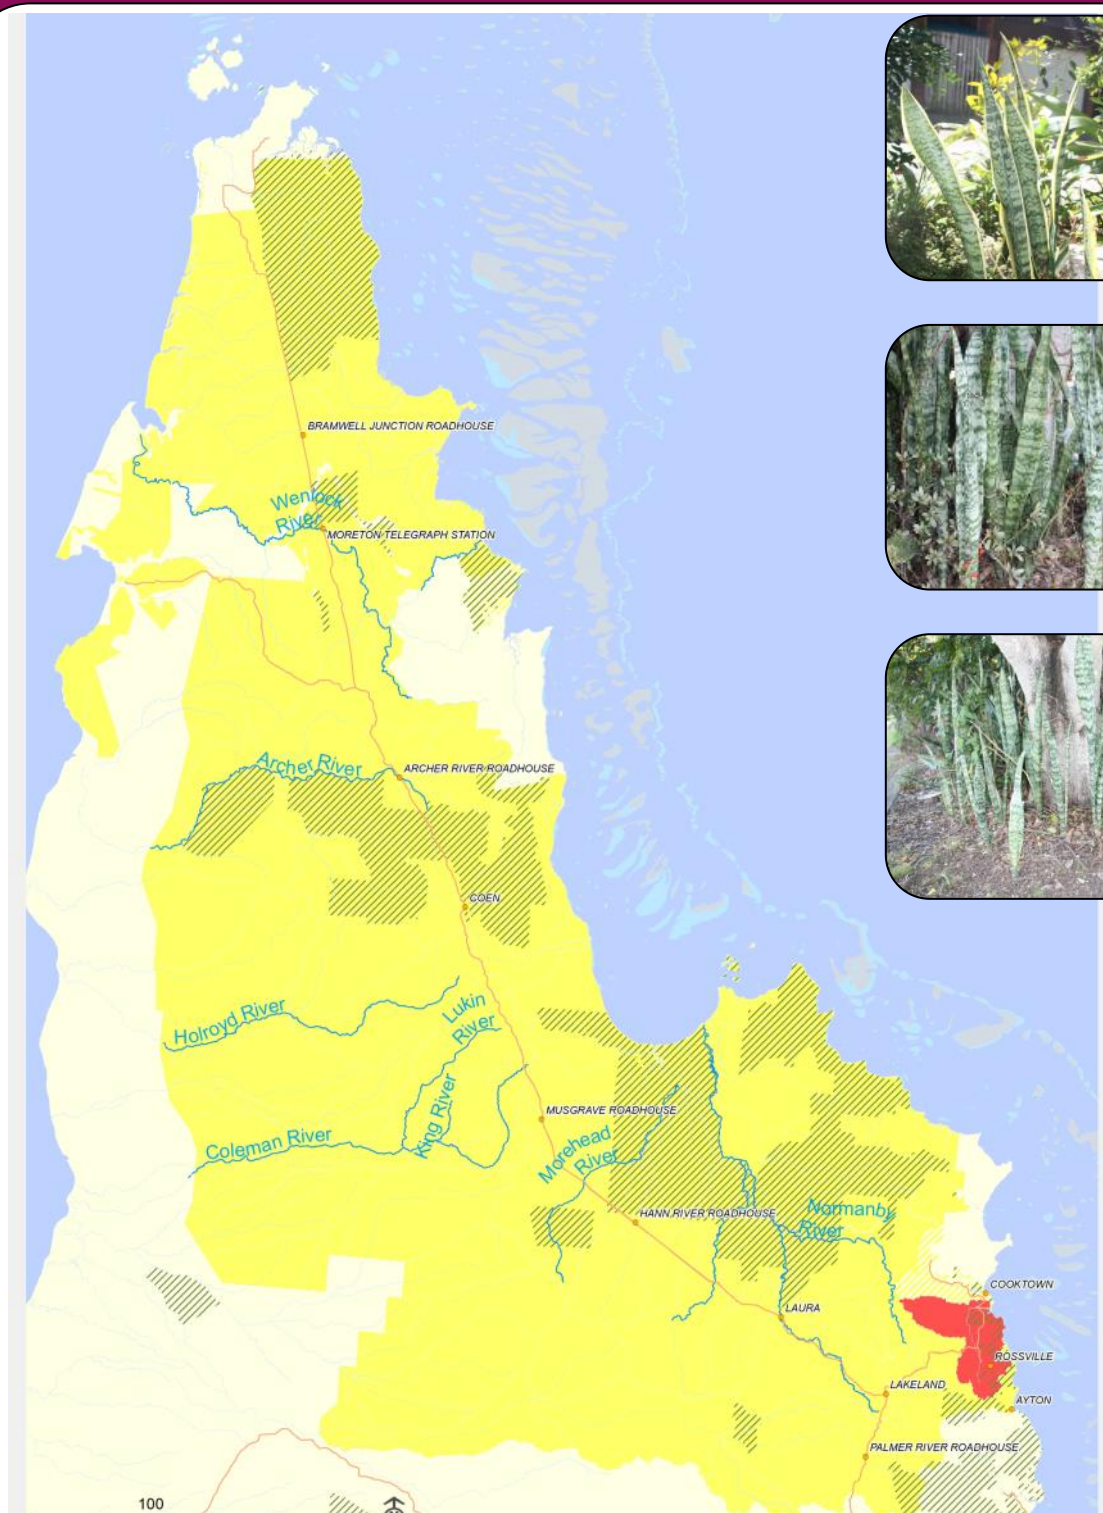 BRAMWELL JUNCTION ROADHOUSE
Wenlock
River
MORETON TELEGRAPH STATION
Archer River
ARCHER RIVER ROADHOUSE
COEN
Holroyd River
Lukin
River
King River
Coleman River
MUSGRAVE ROADHOUSE
Morehead
River
HANN RIVER ROADHOUSE
Normanby
River
COOKTOWN
LAURA
ROSSVILLE
LAKELAND
AYTON
PALMER RIVER ROADHOUSE
100